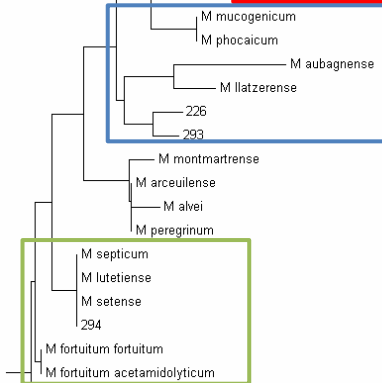 M mucogenicum
M phocaicum
M aubagnense
M llatzerense
226
293
M montmartrense
M arceuilense
M alvei
M peregrinum
M septicum
M lutetiense
M setense
294
M fortuitum fortuitum
M fortuitum acetamidolyticum